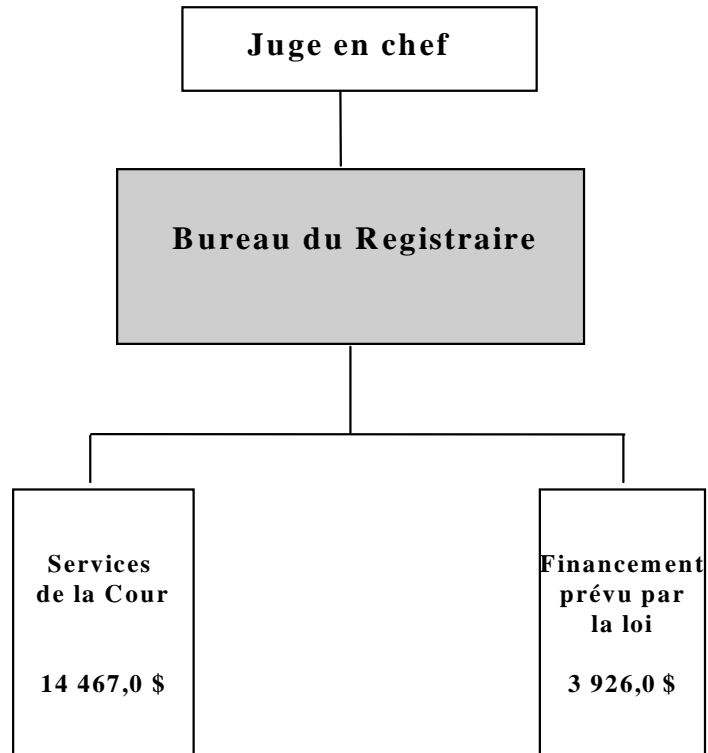 Juge en chef
Bureau du Registraire
Services
de la Cour
14 467,0 $
Financement
prévu par
la loi
3 926,0 $